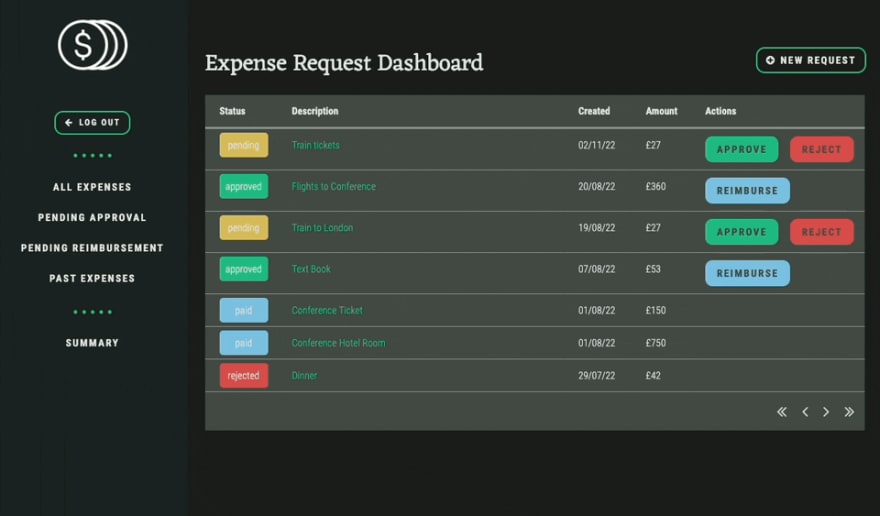 $
Expense Request Dashboard
NEW REQUEST
LOG OUT
ALL EXPENSES
PENDING APPROVAL
PENDING REIMBURSEMENT
PAST EXPENSES
SUMMARY
Status Description Created Amount Actions
pending Train tickets 02/11/22 £27 APPROVE REJECT
approved Flights to Conference 20/08/22 £360 REIMBURSE
pending Train to London 19/08/22 £27 APPROVE REJECT
approved Text Book 07/08/22 £53 REIMBURSE
paid Conference Ticket 01/08/22 £150
paid Conference Hotel Room 01/08/22 £750
rejected Dinner 29/07/22 £42